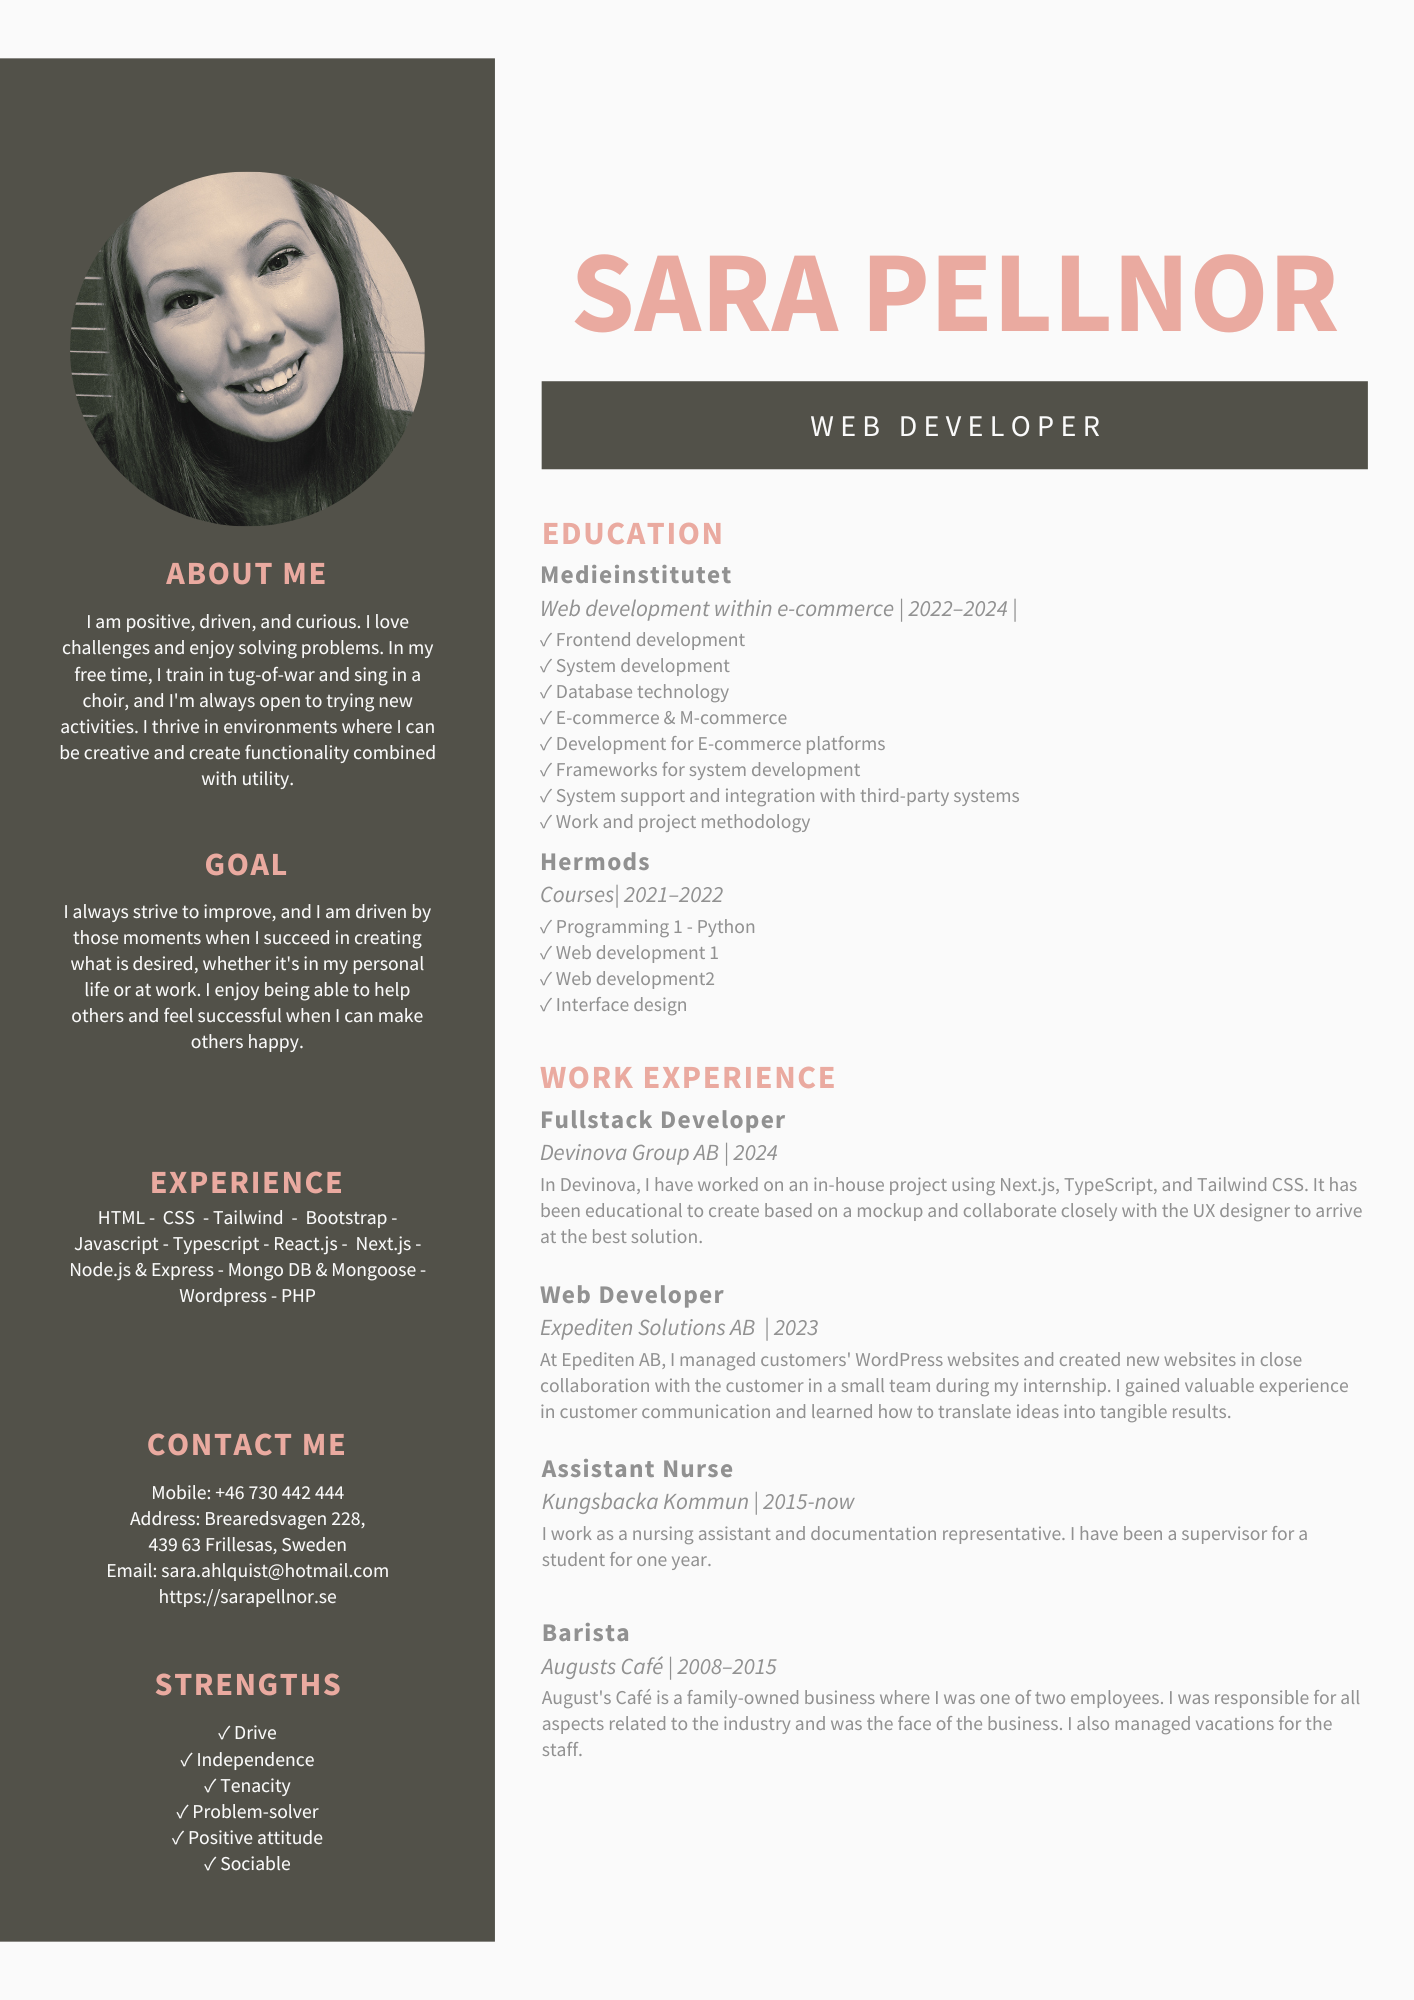 SARA PELLNOR
WEB DEVELOPER
ABOUT ME
I am positive, driven, and curious. I love
challenges and enjoy solving problems. In my
free time, I train in tug-of-war and sing in a
choir, and I'm always open to trying new
activities. I thrive in environments where I can
be creative and create functionality combined
with utility.
GOAL
I always strive to improve, and I am driven by
those moments when I succeed in creating
what is desired, whether it's in my personal
life or at work. I enjoy being able to help
others and feel successful when I can make
others happy.
EXPERIENCE
HTML - CSS - Tailwind - Bootstrap -
Javascript - Typescript - React.js - Next.js -
Node.js & Express - Mongo DB & Mongoose -
Wordpress - PHP
CONTACT ME
Mobile: +46 730 442 444
Address: Brearedsvagen 228,
439 63 Frillesas, Sweden
Email: sara.ahlquist@hotmail.com
https://sarapellnor.se
STRENGTHS
✓ Drive
✓ Independence
✓ Tenacity
✓ Problem-solver
✓ Positive attitude
✓ Sociable
EDUCATION
Medieinstitutet
Web development within e-commerce | 2022–2024 |
✓ Frontend development
✓ System development
✓ Database technology
✓ E-commerce & M-commerce
✓ Development for E-commerce platforms
✓ Frameworks for system development
✓ System support and integration with third-party systems
✓ Work and project methodology
Hermods
Courses| 2021–2022
✓ Programming 1 - Python
✓ Web development 1
✓ Web development2
✓ Interface design
WORK EXPERIENCE
Fullstack Developer
Devinova Group AB | 2024
In Devinova, I have worked on an in-house project using Next.js, TypeScript, and Tailwind CSS. It has
been educational to create based on a mockup and collaborate closely with the UX designer to arrive
at the best solution.
Web Developer
Expediten Solutions AB | 2023
At Epediten AB, I managed customers' WordPress websites and created new websites in close
collaboration with the customer in a small team during my internship. I gained valuable experience
in customer communication and learned how to translate ideas into tangible results.
Assistant Nurse
Kungsbacka Kommun | 2015-now
I work as a nursing assistant and documentation representative. I have been a supervisor for a
student for one year.
Barista
Augusts Café | 2008–2015
August's Café is a family-owned business where I was one of two employees. I was responsible for all
aspects related to the industry and was the face of the business. I also managed vacations for the
staff.